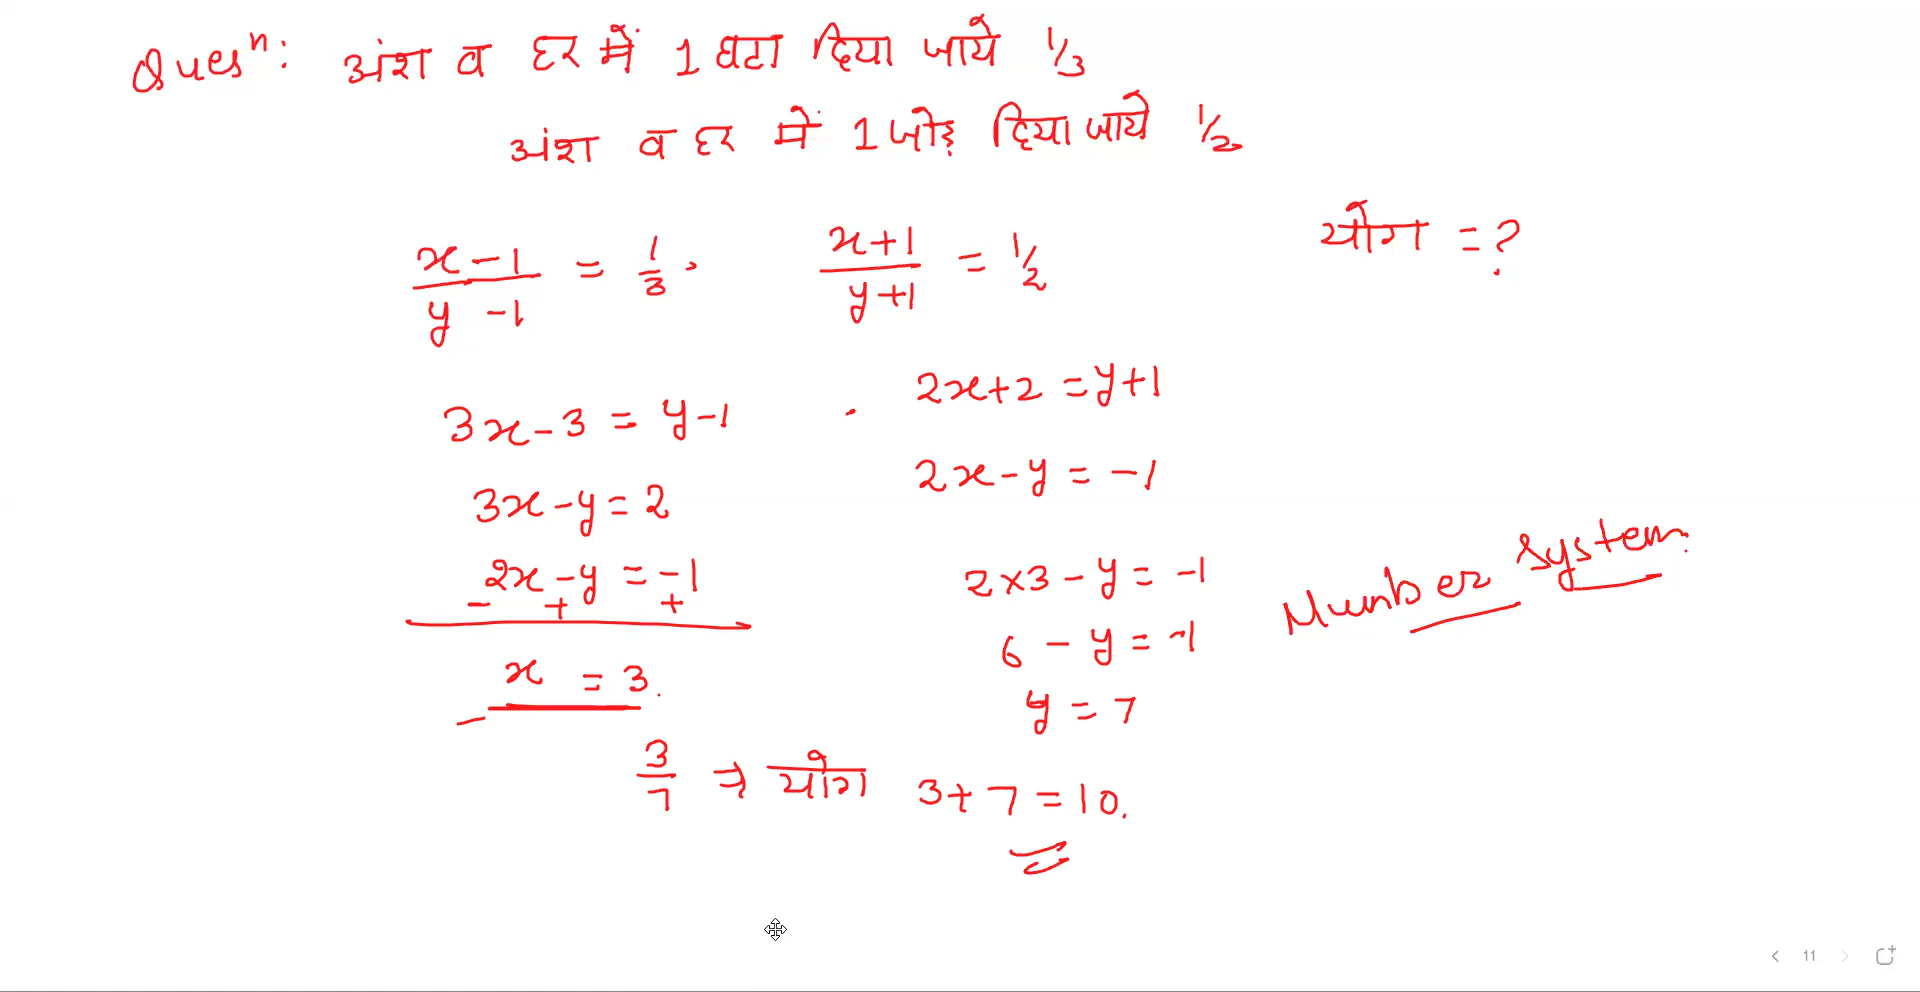 Quesⁿ: अंश व हर में 1 घटा दिया जाये 1/3
अंश व हर में 1 जोड़ दिया जाये 1/2
योग = ?
x-1/y-1 = 1/3 . x+1/y+1 = 1/2
3x-3 = y-1
3x-y = 2
2x-y = -1
- + +
x = 3.
. 2x+2 = y+1
2x-y = -1
2×3-y = -1
6-y = -1
y = 7
3/7 ⇒ योग 3+7 = 10.
Number System.
11